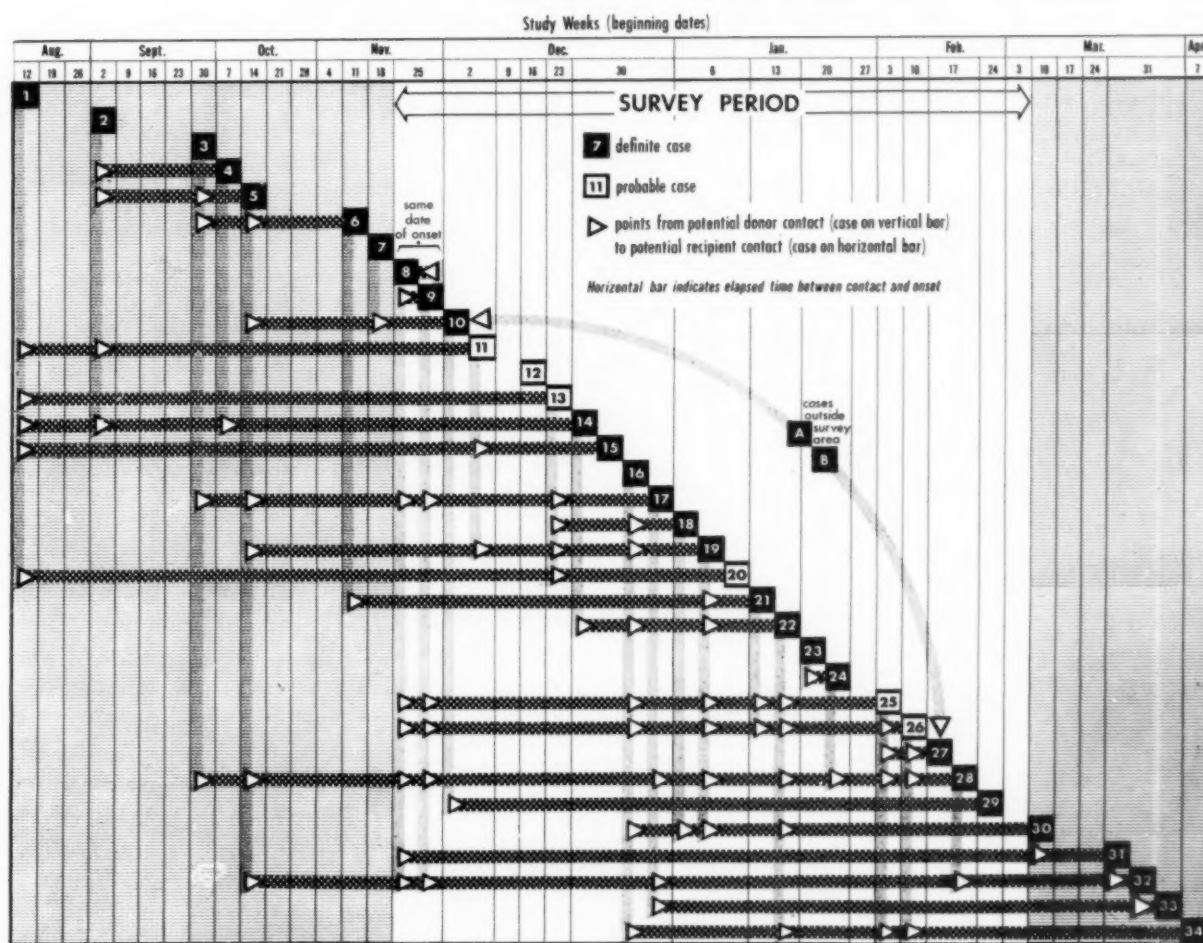 Study Weeks (beginning dates)
Aug. Sept. Oct. Nov. Dec. Jan. Feb. Mar.
12 19 26 2 9 16 23 30 7 14 21 28 4 11 18 25 2 9 16 23 30 6 13 20 27 3 10 17 24 3 10 17 24 31 7
SURVEY PERIOD
1
2
3
7 definite case
4
11 probable case
5
same
date
of onset
6
points from potential donor contact (case on vertical bar)
to potential recipient contact (case on horizontal bar)
7
8
Horizontal bar indicates elapsed time between contact and onset
9
10
11
12
13
cases
outside
survey
area
14
A
15
B
16
17
18
19
20
21
22
23
24
25
26
27
28
29
30
31
32
33